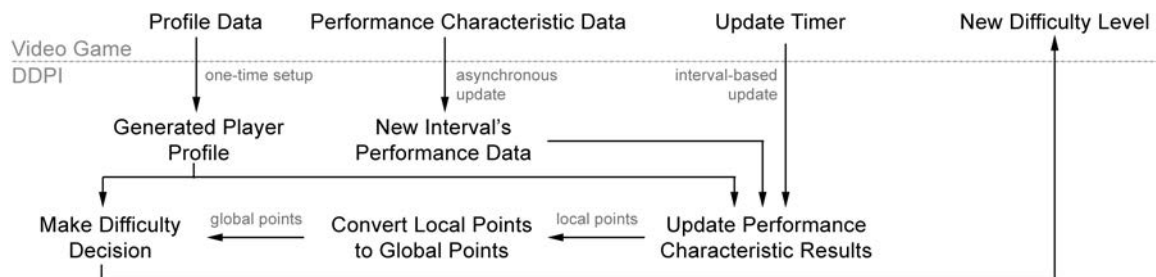 Profile Data
Performance Characteristic Data
Update Timer
New Difficulty Level
Video Game
DDPI
one-time setup
asynchronous
update
interval-based
update
Generated Player
Profile
New Interval's
Performance Data
Make Difficulty
Decision
global points
Convert Local Points
to Global Points
local points
Update Performance
Characteristic Results